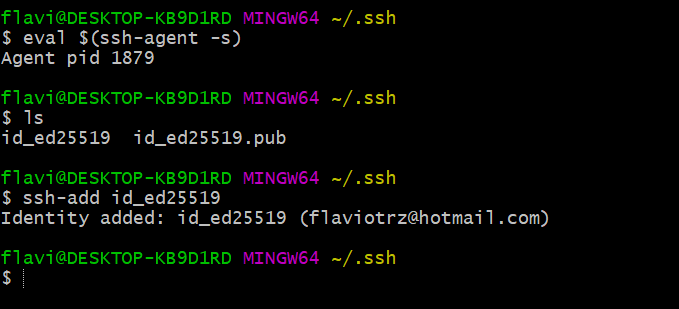 flavi@DESKTOP-KB9D1RD MINGW64 ~/.ssh
$ eval $(ssh-agent -s)
Agent pid 1879
flavi@DESKTOP-KB9D1RD MINGW64 ~/.ssh
$ ls
id_ed25519  id_ed25519.pub
flavi@DESKTOP-KB9D1RD MINGW64 ~/.ssh
$ ssh-add id_ed25519
Identity added: id_ed25519 (flaviotrz@hotmail.com)
flavi@DESKTOP-KB9D1RD MINGW64 ~/.ssh
$